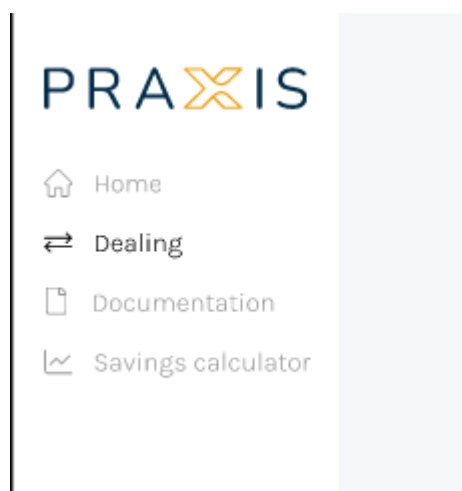 PRAXIS
Home
Dealing
Documentation
Savings calculator